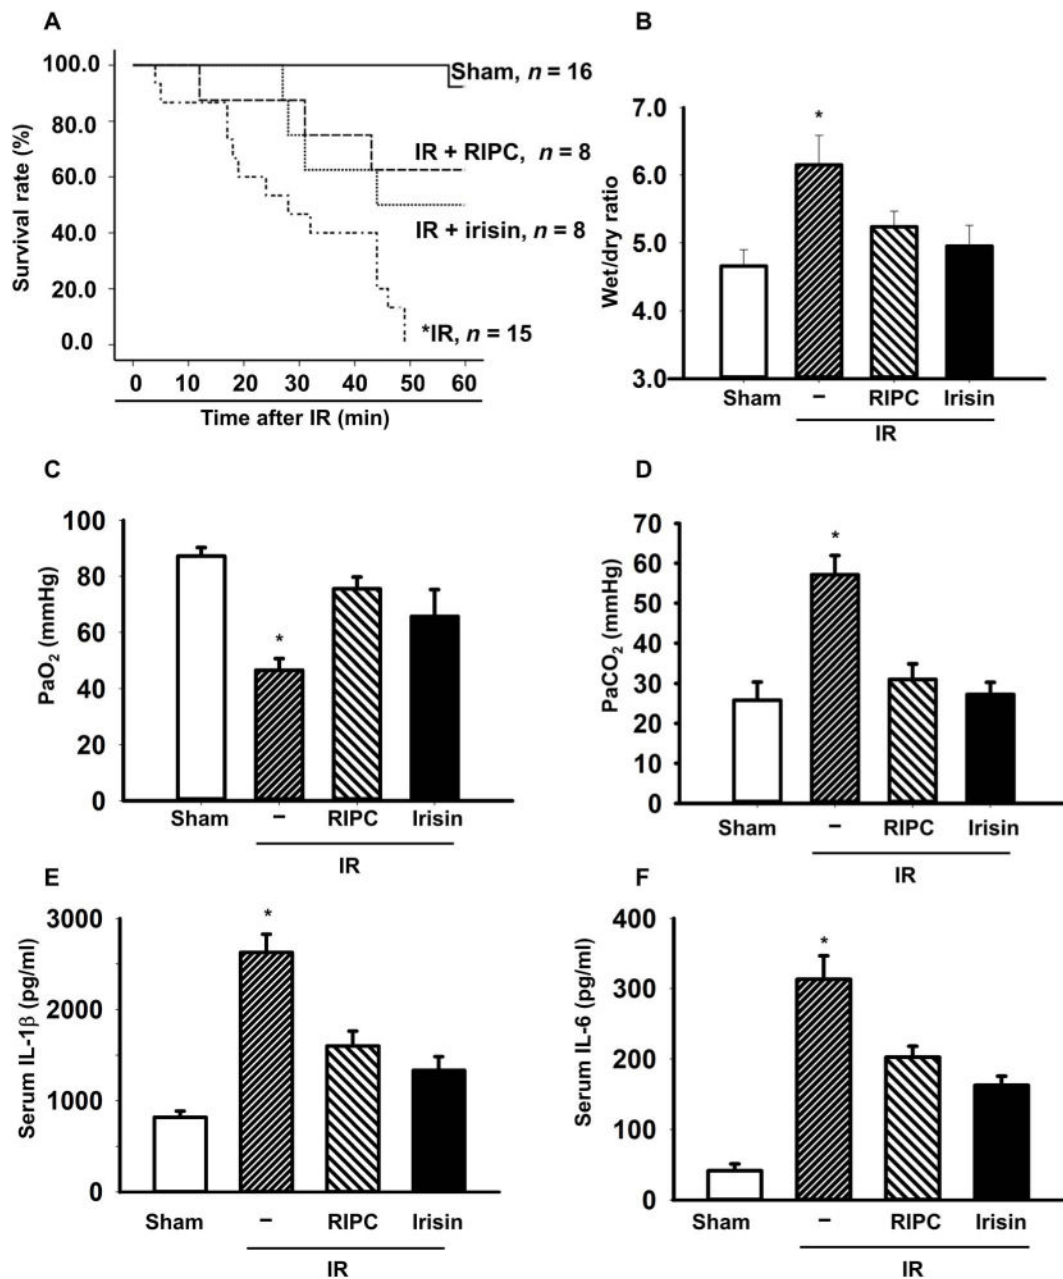 A
Survival rate (%)
100.0
80.0
60.0
40.0
20.0
0.0
Sham, n = 16
IR + RIPC, n = 8
IR + irisin, n = 8
*IR, n = 15
0 10 20 30 40 50 60
Time after IR (min)
B
Wet/dry ratio
7.0
6.0
5.0
4.0
3.0
*
Sham – RIPC Irisin
IR
C
PaO2 (mmHg)
100
80
60
40
20
0
*
Sham – RIPC Irisin
IR
D
PaCO2 (mmHg)
70
60
50
40
30
20
10
0
*
Sham – RIPC Irisin
IR
E
Serum IL-1β (pg/ml)
3000
2000
1000
0
*
Sham – RIPC Irisin
IR
F
Serum IL-6 (pg/ml)
400
300
200
100
0
*
Sham – RIPC Irisin
IR